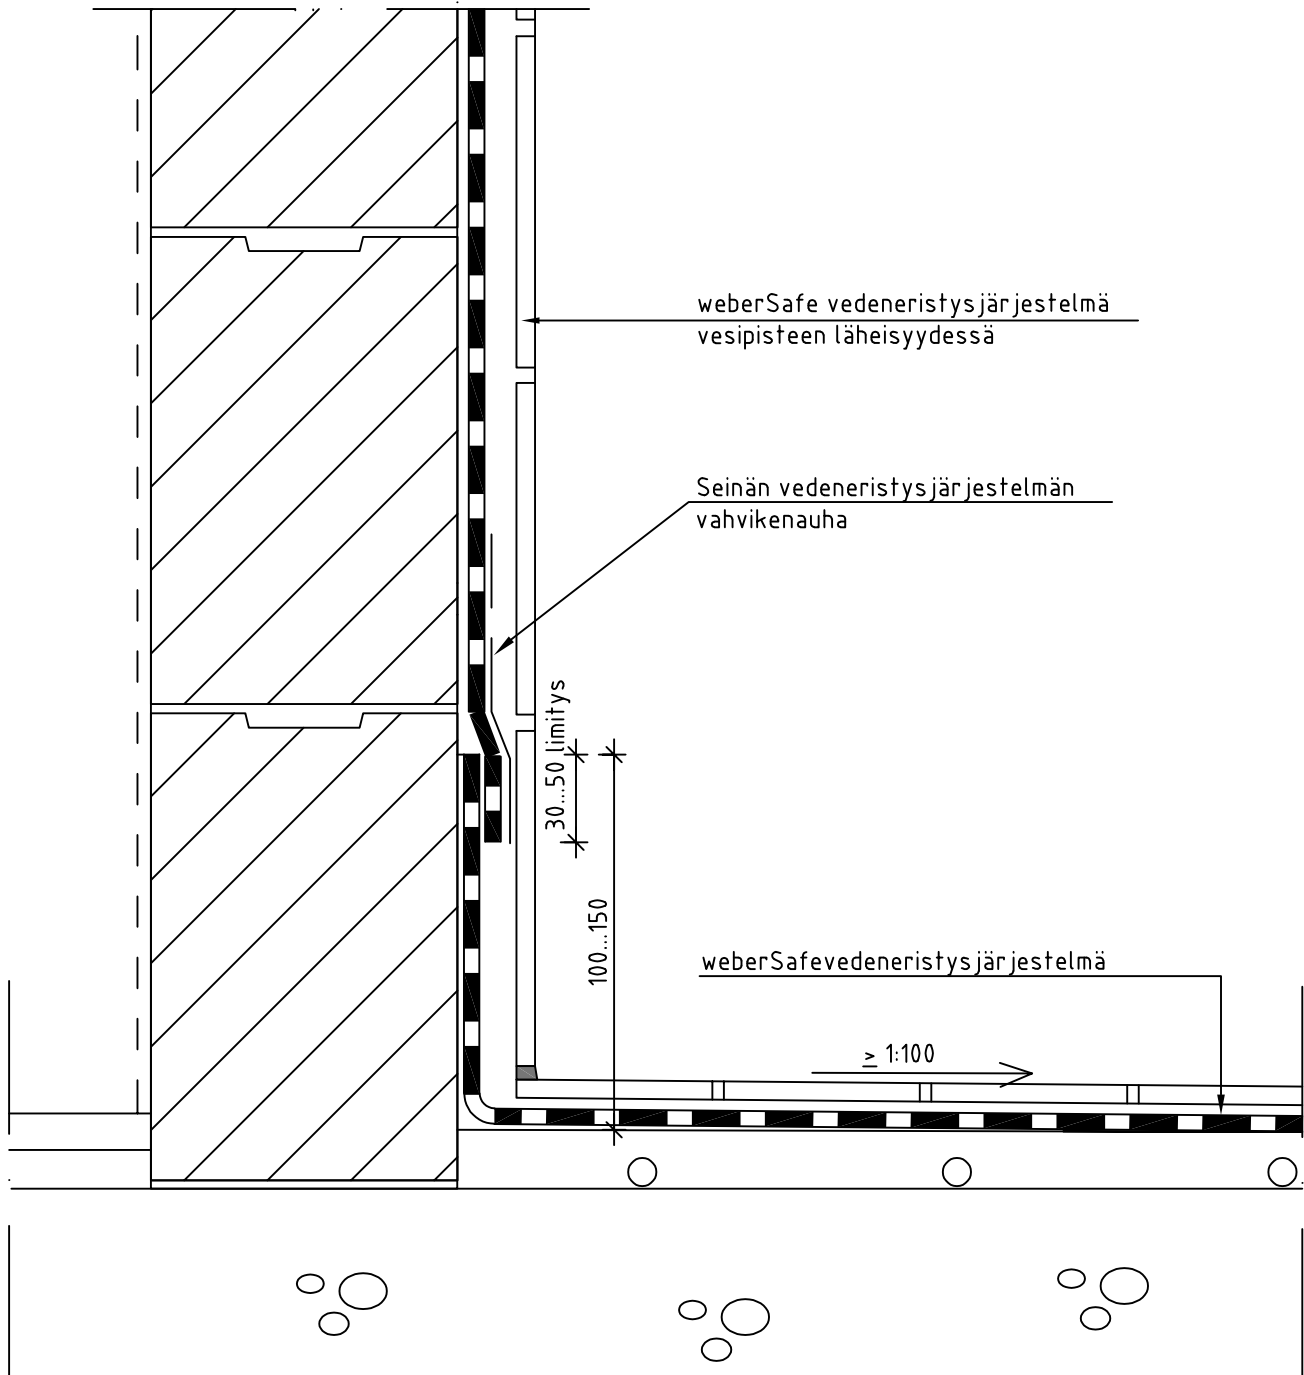 weberSafe vedeneristysjärjestelmä
vesipisteen läheisyydessä
Seinän vedeneristysjärjestelmän
vahvikenauha
30...50 limitys
100...150
weberSafevedeneristysjärjestelmä
≥ 1:100